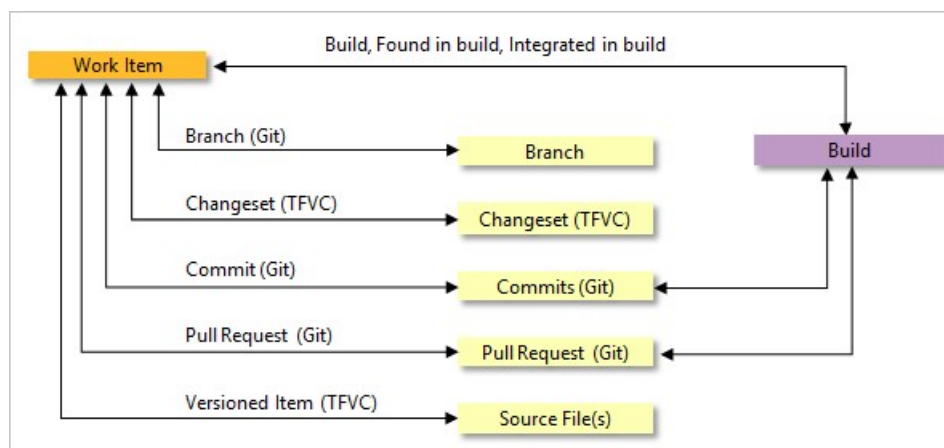 Build, Found in build, Integrated in build
Work Item
Branch (Git)
Branch
Build
Changeset (TFVC)
Changeset (TFVC)
Commit (Git)
Commits (Git)
Pull Request (Git)
Pull Request (Git)
Versioned Item (TFVC)
Source File(s)